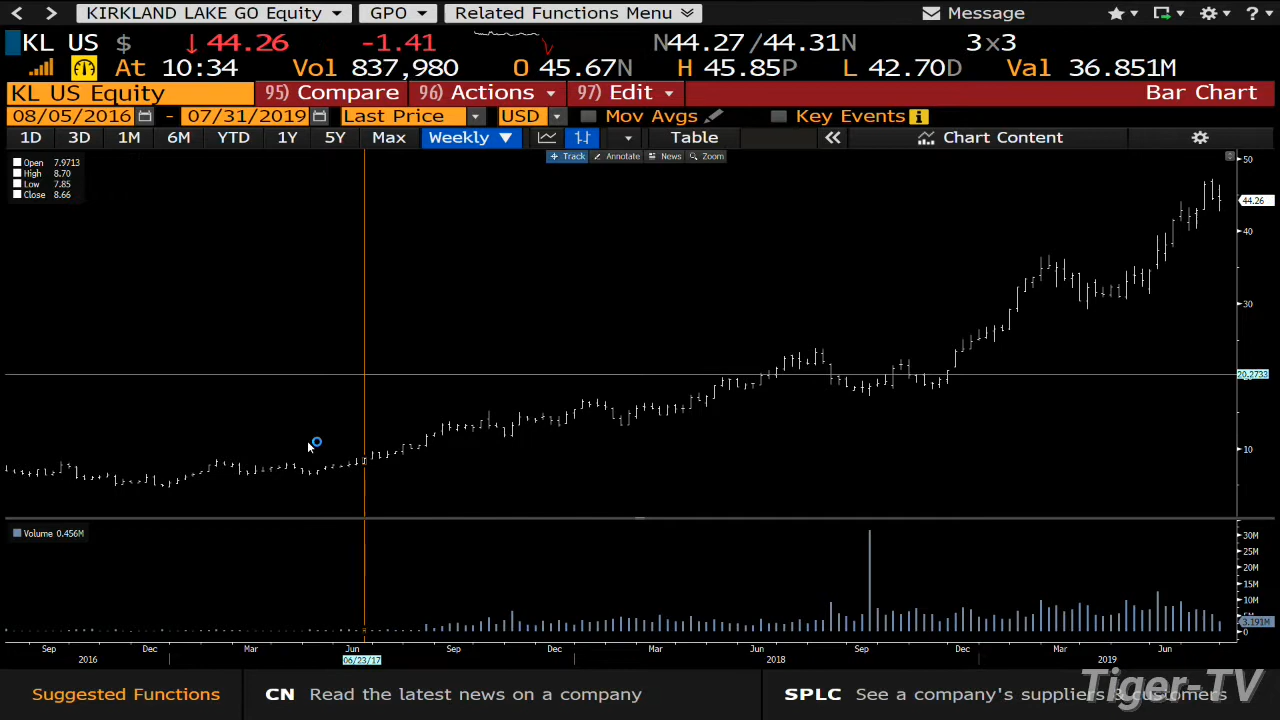 KIRKLAND LAKE GO Equity GPO Related Functions Menu Message
KL US $ ↓ 44.26 -1.41 N44.27 / 44.31N 3x3
At 10:34 Vol 837,980 O 45.67N H 45.85P L 42.70D Val 36.851M
KL US Equity 95) Compare 96) Actions 97) Edit Bar Chart
08/05/2016 - 07/31/2019 Last Price USD Mov Avgs Key Events i
1D 3D 1M 6M YTD 1Y 5Y Max Weekly ▼ Table « Chart Content
Track Annotate News Zoom
Open 7.9713
High 8.70
Low 7.85
Close 8.66
50
44.26
40
30
20.2733
10
Volume 0.456M
30M
25M
20M
15M
10M
3.191M
0
Sep Dec Mar Jun Sep Dec Mar Jun Sep Dec Mar Jun
2016 06/23/17 2018 2019
Suggested Functions CN Read the latest news on a company SPLC See a company's suppliers & customers
Tiger-TV